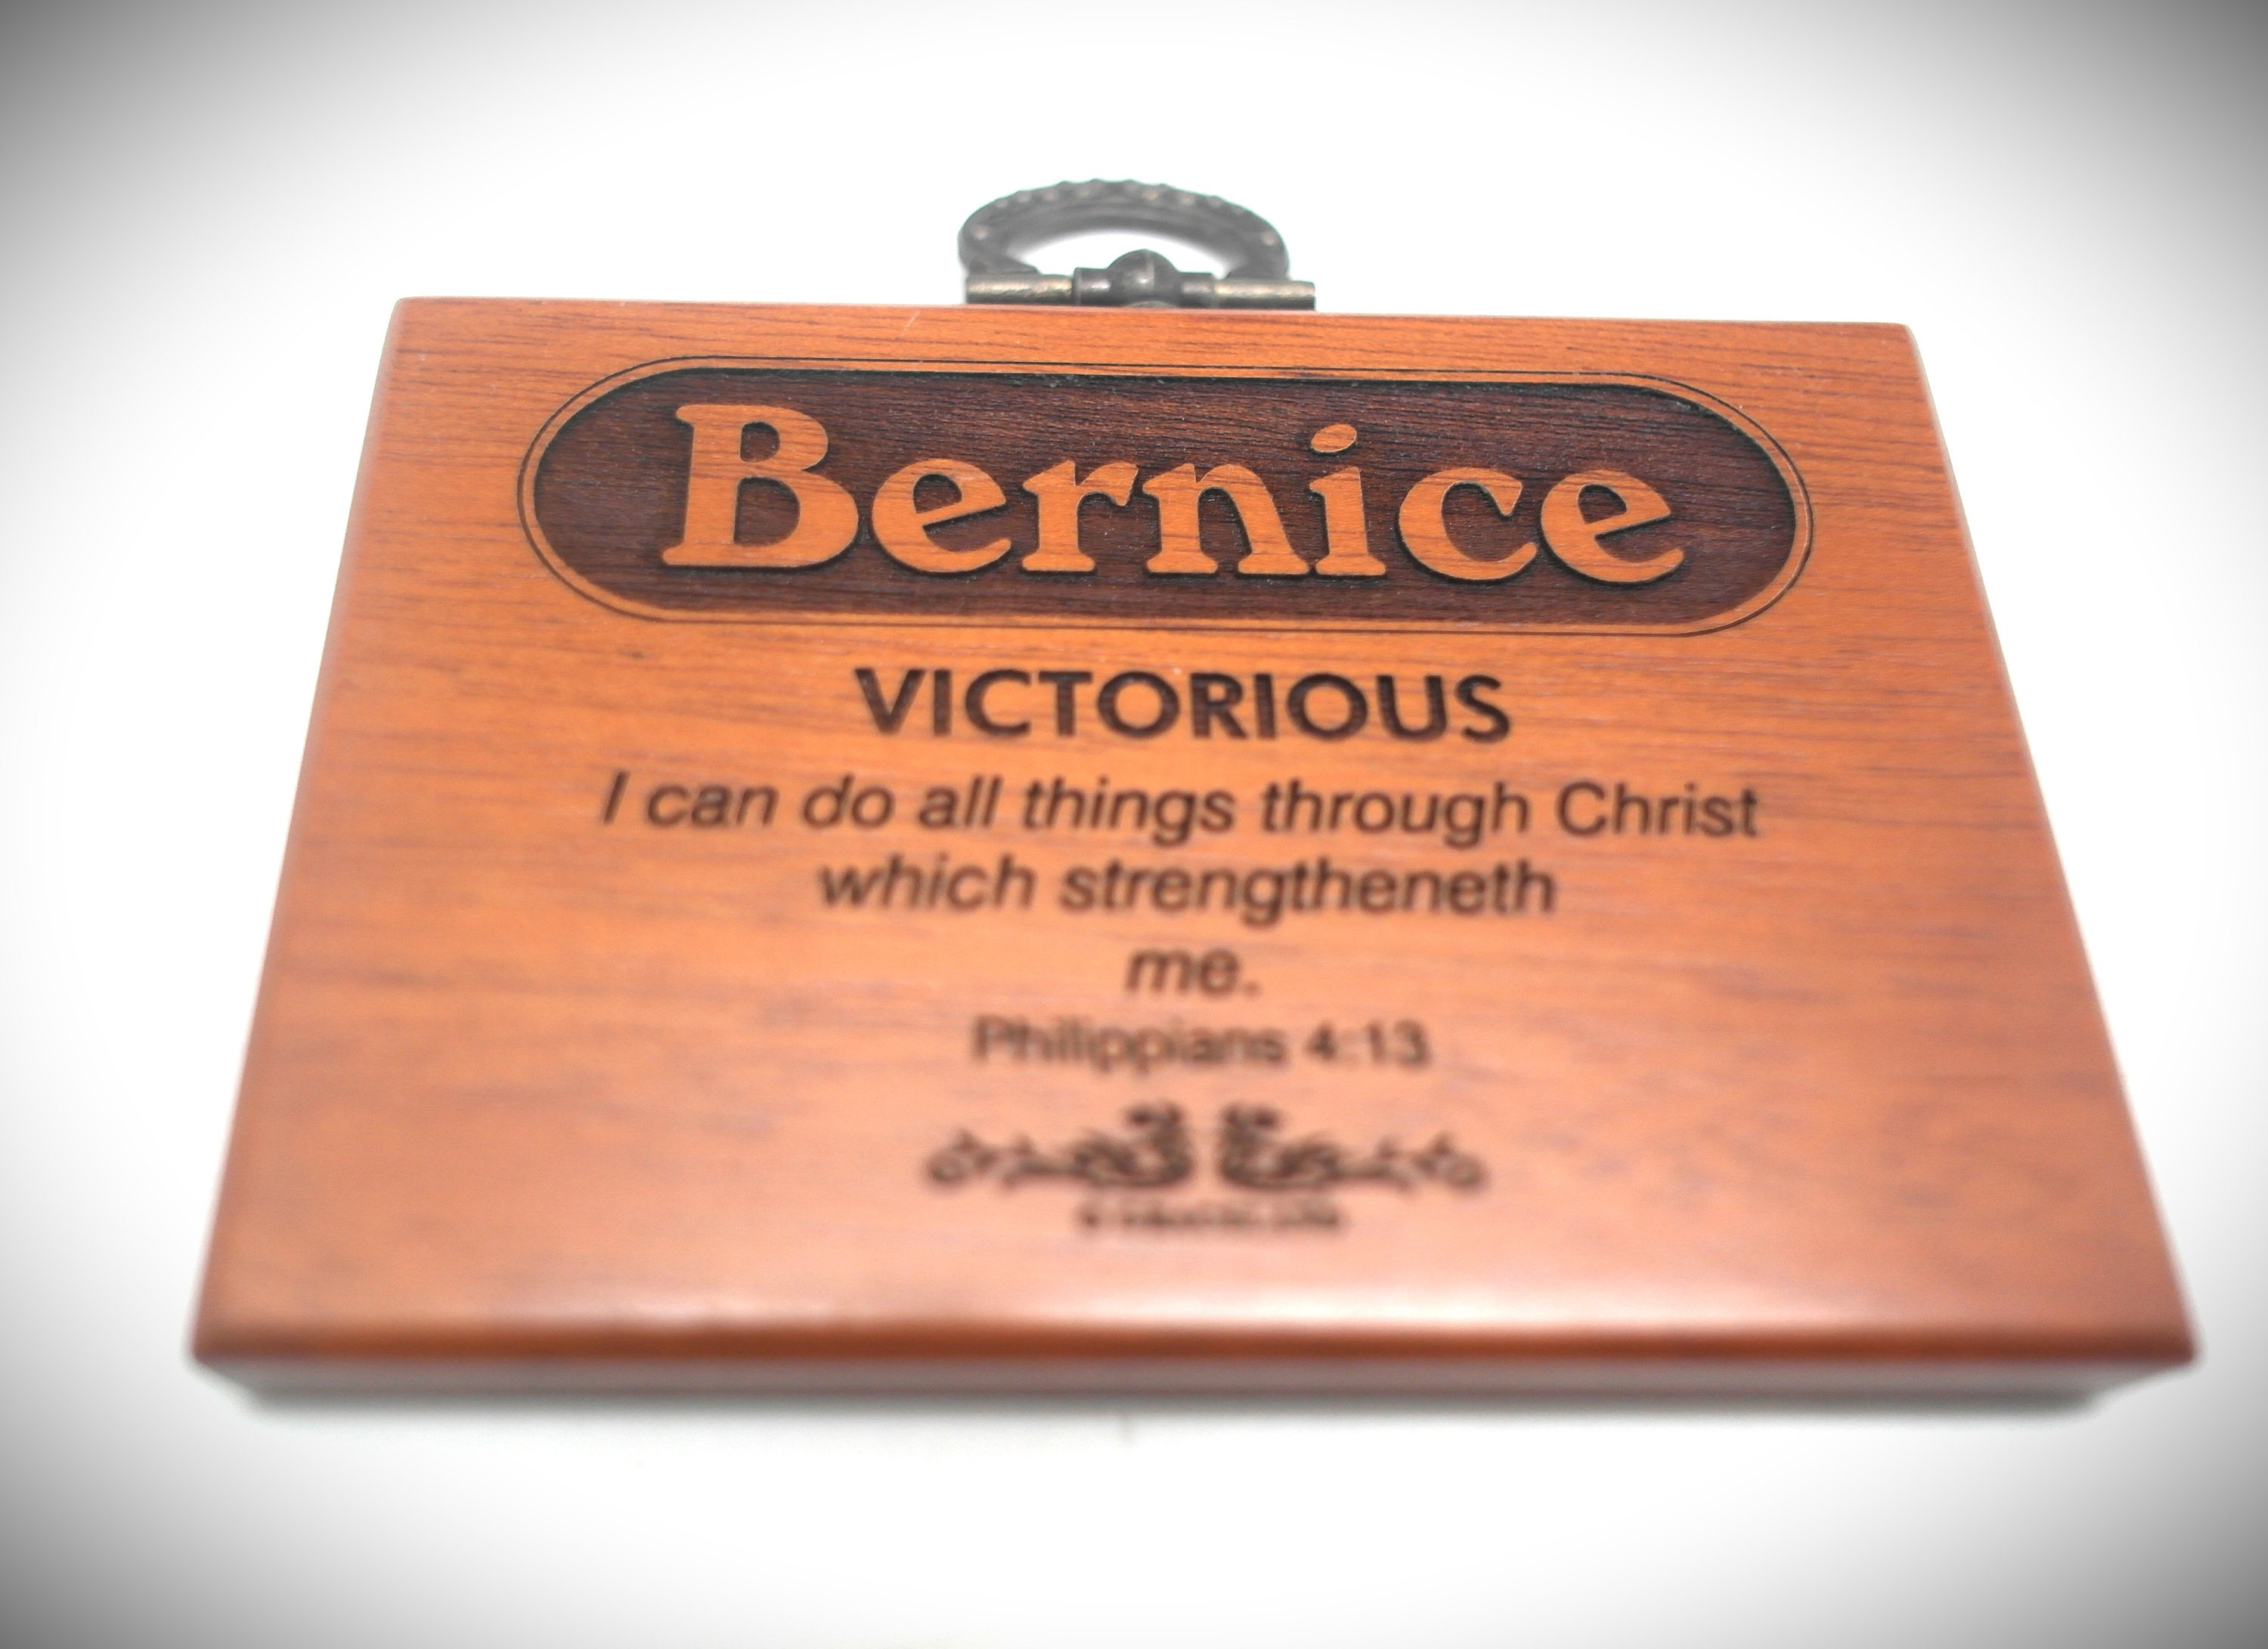 Bernice
VICTORIOUS
I can do all things through Christ
which strengtheneth
me.
Philippians 4:13